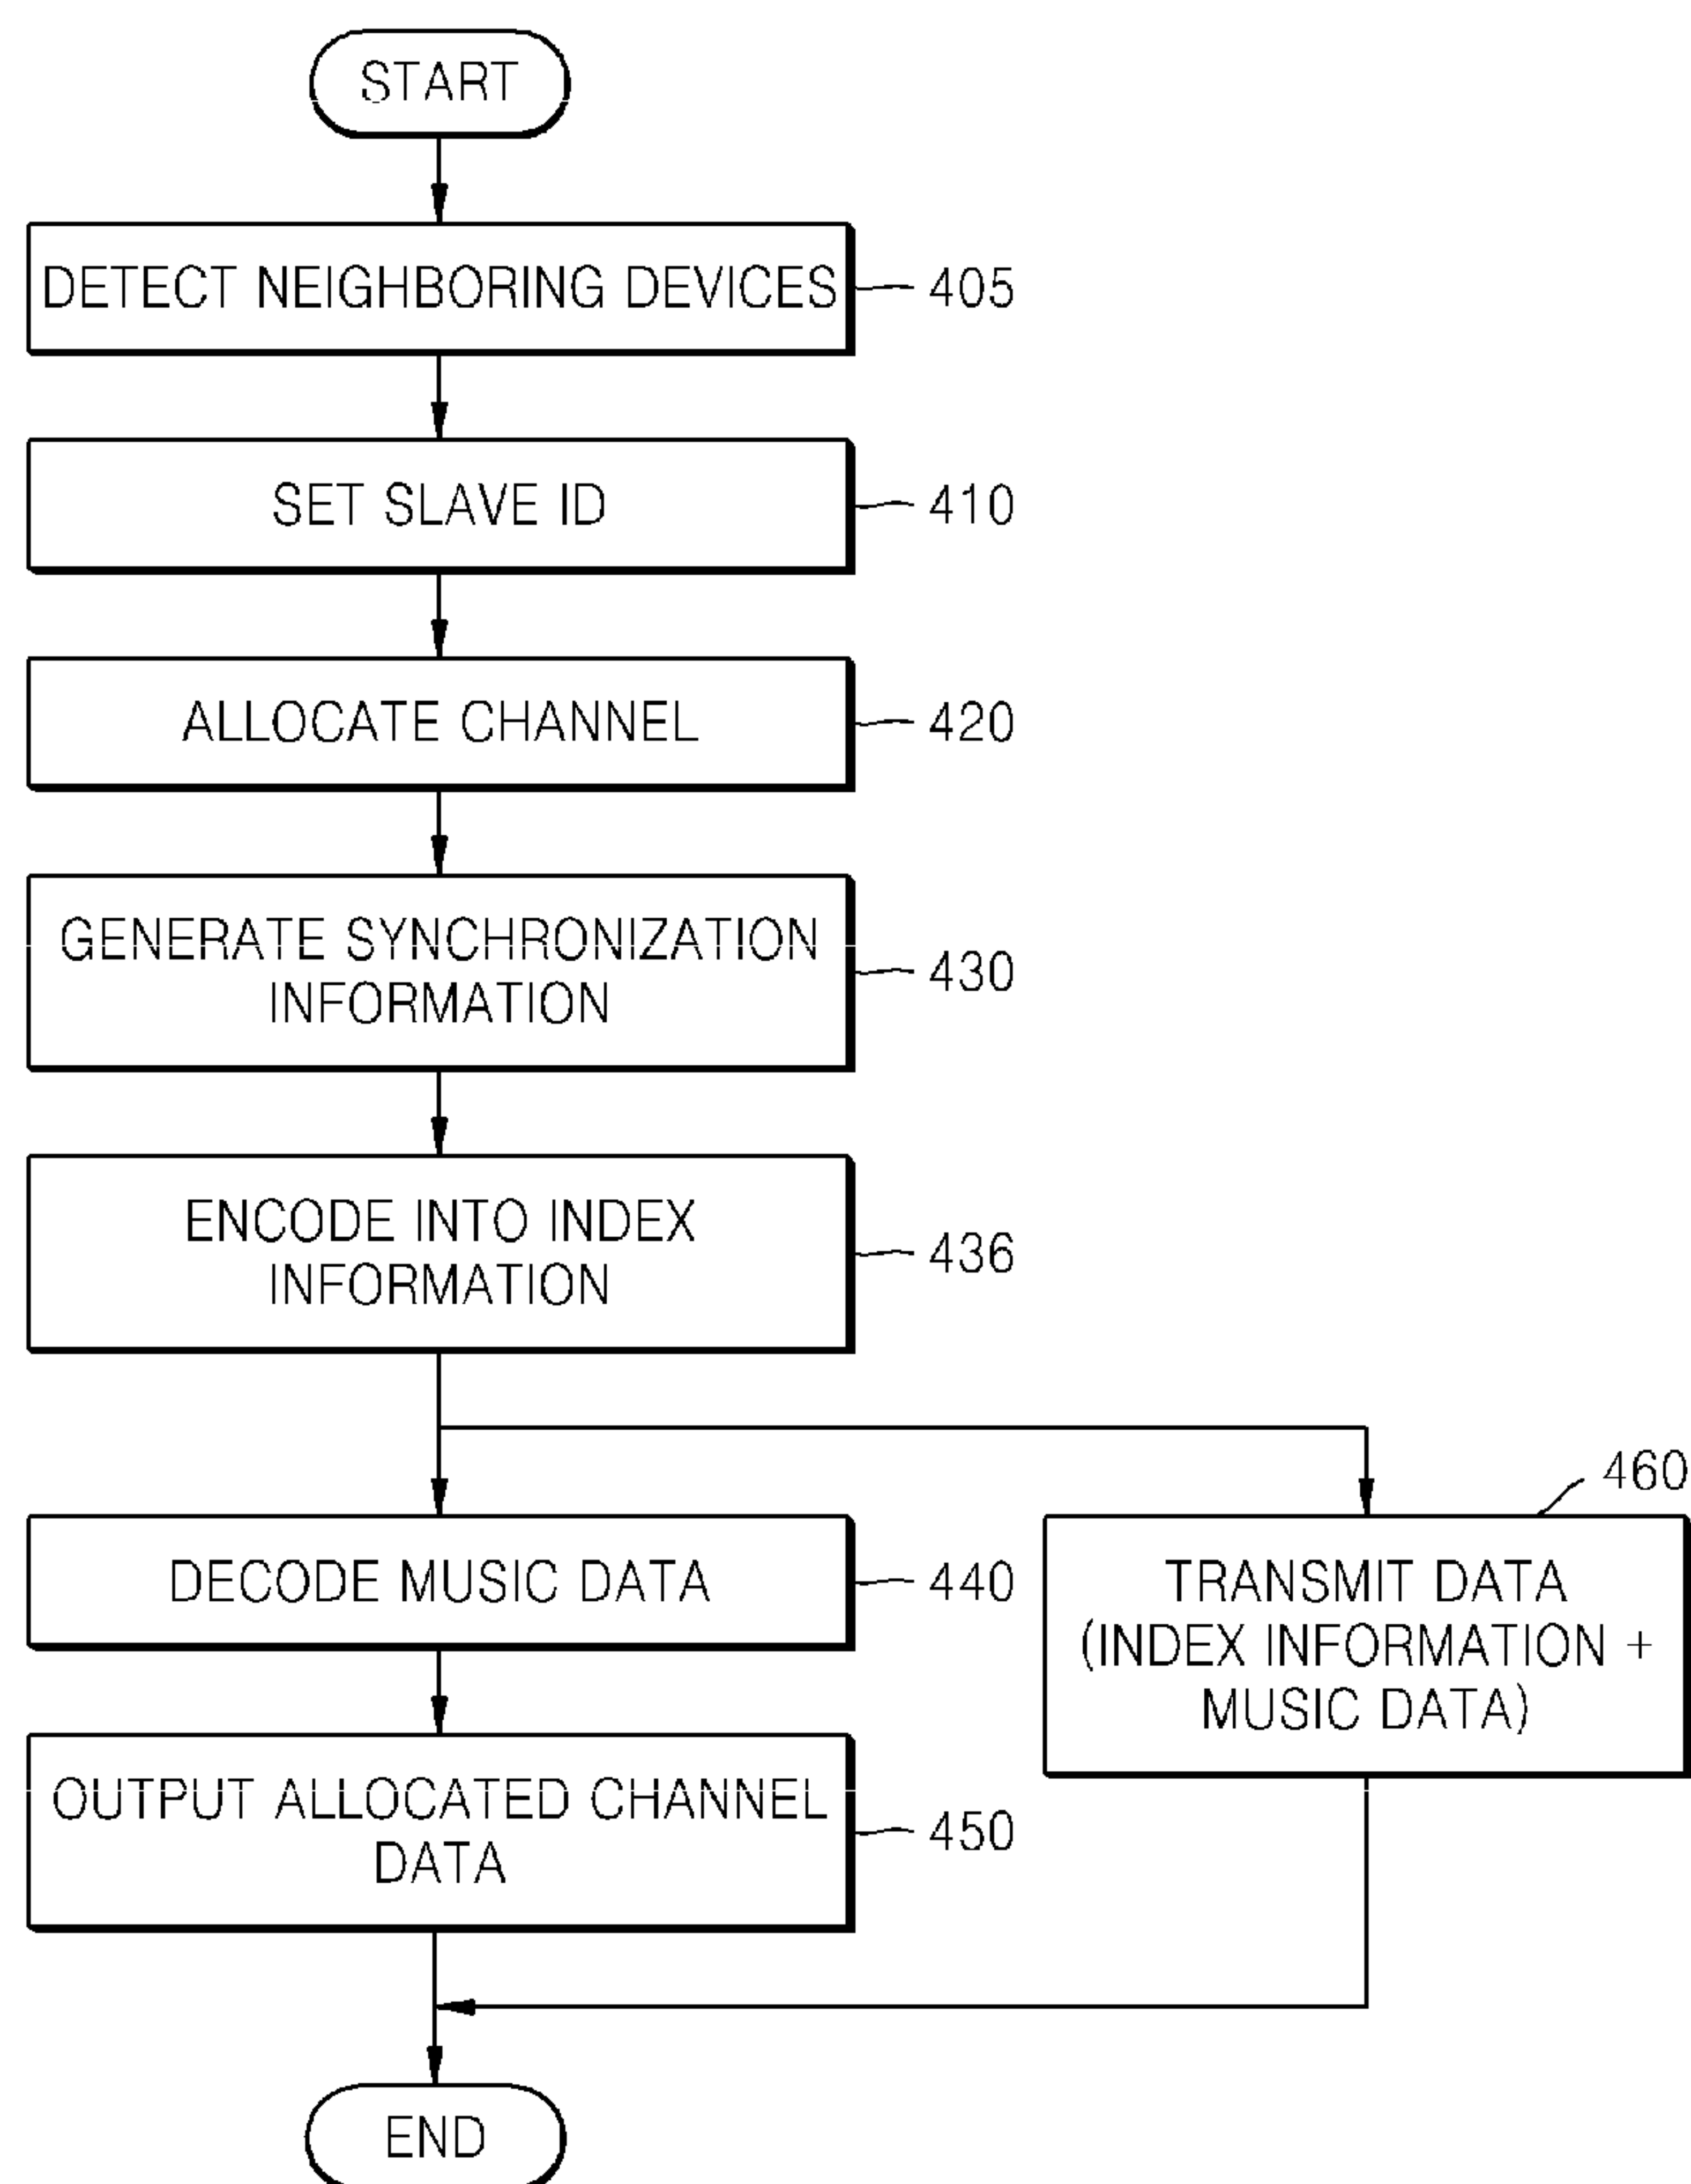 START
DETECT NEIGHBORING DEVICES
405
SET SLAVE ID
410
ALLOCATE CHANNEL
420
GENERATE SYNCHRONIZATION
INFORMATION
430
ENCODE INTO INDEX
INFORMATION
436
DECODE MUSIC DATA
440
460
TRANSMIT DATA
(INDEX INFORMATION +
MUSIC DATA)
OUTPUT ALLOCATED CHANNEL
DATA
450
END